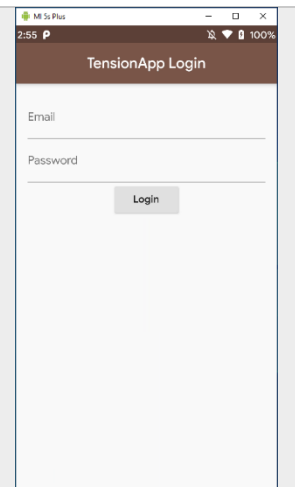 MI 5s Plus
2:55 P 100%
TensionApp Login
Email
Password
Login